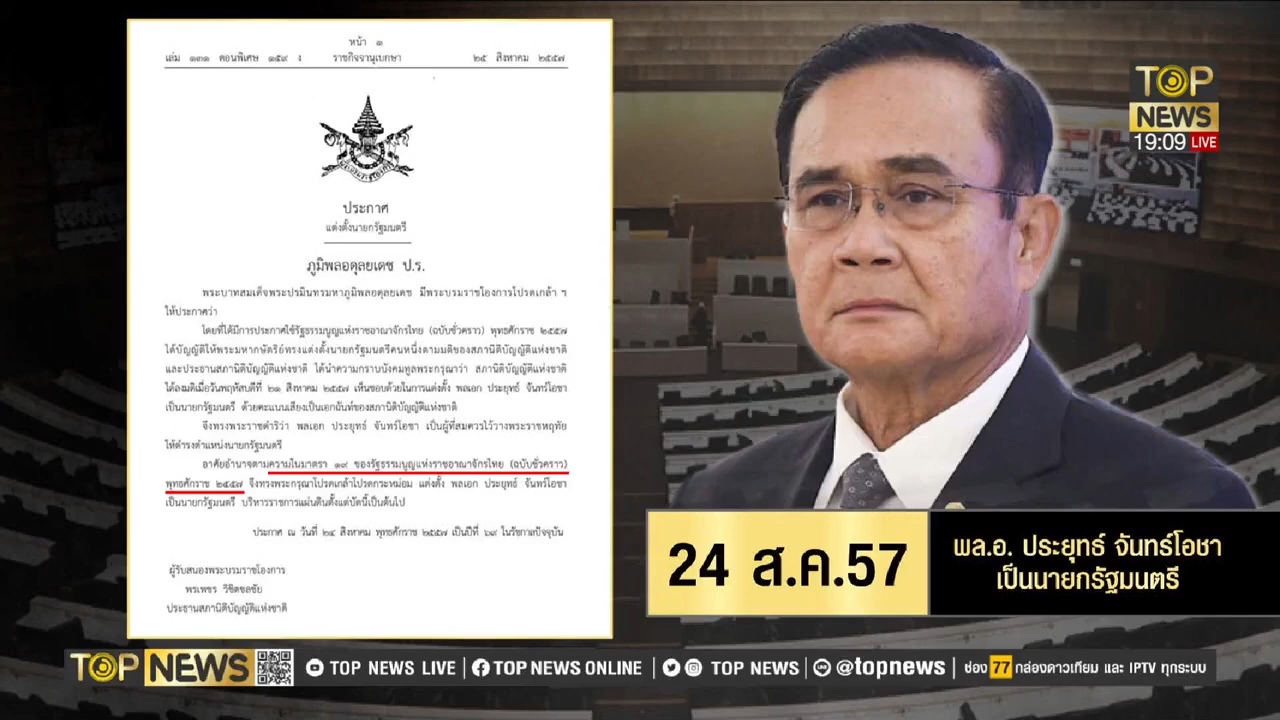 หน้า ๑
เล่ม ๑๓๑ ตอนพิเศษ ๑๕๙ ง ราชกิจจานุเบกษา ๒๕ สิงหาคม ๒๕๕๗
ประกาศ
แต่งตั้งนายกรัฐมนตรี
ภูมิพลอดุลยเดช ป.ร.
พระบาทสมเด็จพระปรมินทรมหาภูมิพลอดุลยเดช มีพระบรมราชโองการโปรดเกล้า ฯ
ให้ประกาศว่า
โดยที่ได้มีการประกาศใช้รัฐธรรมนูญแห่งราชอาณาจักรไทย (ฉบับชั่วคราว) พุทธศักราช ๒๕๕๗
ได้บัญญัติให้พระมหากษัตริย์ทรงแต่งตั้งนายกรัฐมนตรีคนหนึ่งตามมติของสภานิติบัญญัติแห่งชาติ
และประธานสภานิติบัญญัติแห่งชาติ ได้นำความกราบบังคมทูลพระกรุณาว่า สภานิติบัญญัติแห่งชาติ
ได้ลงมติเมื่อวันพฤหัสบดีที่ ๒๑ สิงหาคม ๒๕๕๗ เห็นชอบด้วยในการแต่งตั้ง พลเอก ประยุทธ์ จันทร์โอชา
เป็นนายกรัฐมนตรี ด้วยคะแนนเสียงเป็นเอกฉันท์ของสภานิติบัญญัติแห่งชาติ
จึงทรงพระราชดำริว่า พลเอก ประยุทธ์ จันทร์โอชา เป็นผู้ที่สมควรไว้วางพระราชหฤทัย
ให้ดำรงตำแหน่งนายกรัฐมนตรี
อาศัยอำนาจตามความในมาตรา ๑๙ ของรัฐธรรมนูญแห่งราชอาณาจักรไทย (ฉบับชั่วคราว)
พุทธศักราช ๒๕๕๗ จึงทรงพระกรุณาโปรดเกล้าโปรดกระหม่อม แต่งตั้ง พลเอก ประยุทธ์ จันทร์โอชา
เป็นนายกรัฐมนตรี บริหารราชการแผ่นดินตั้งแต่บัดนี้เป็นต้นไป
ประกาศ ณ วันที่ ๒๔ สิงหาคม พุทธศักราช ๒๕๕๗ เป็นปีที่ ๖๙ ในรัชกาลปัจจุบัน
ผู้รับสนองพระบรมราชโองการ
พรเพชร วิชิตชลชัย
ประธานสภานิติบัญญัติแห่งชาติ
TOP
NEWS
19:09 LIVE
24 ส.ค.57
พล.อ. ประยุทธ์ จันทร์โอชา
เป็นนายกรัฐมนตรี
TOP NEWS TOP NEWS LIVE TOP NEWS ONLINE TOP NEWS @topnews ช่อง 77 กล่องดาวเทียม และ IPTV ทุกระบบ